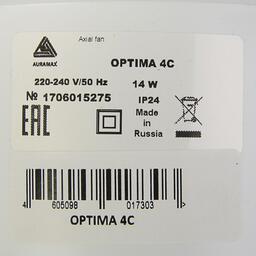 Axial fan
AURAMAX
OPTIMA 4C
220-240 V/50 Hz 14 W
№ 1706015275 IP24
EAC
Made in Russia
4 605098 017303
OPTIMA 4C